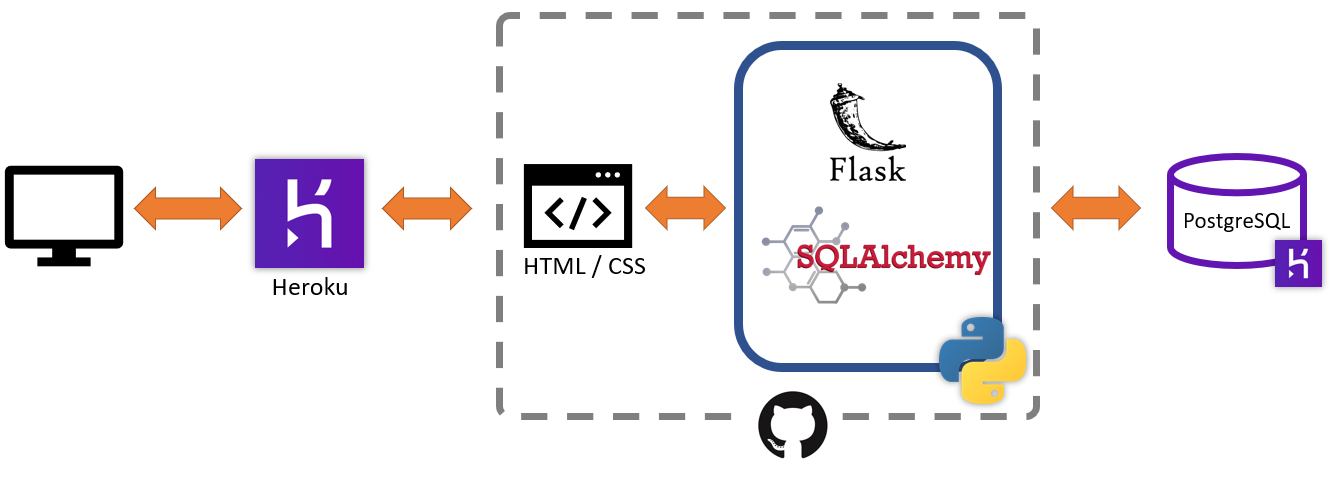 Heroku
</>
HTML / CSS
Flask
SQLAlchemy
PostgreSQL